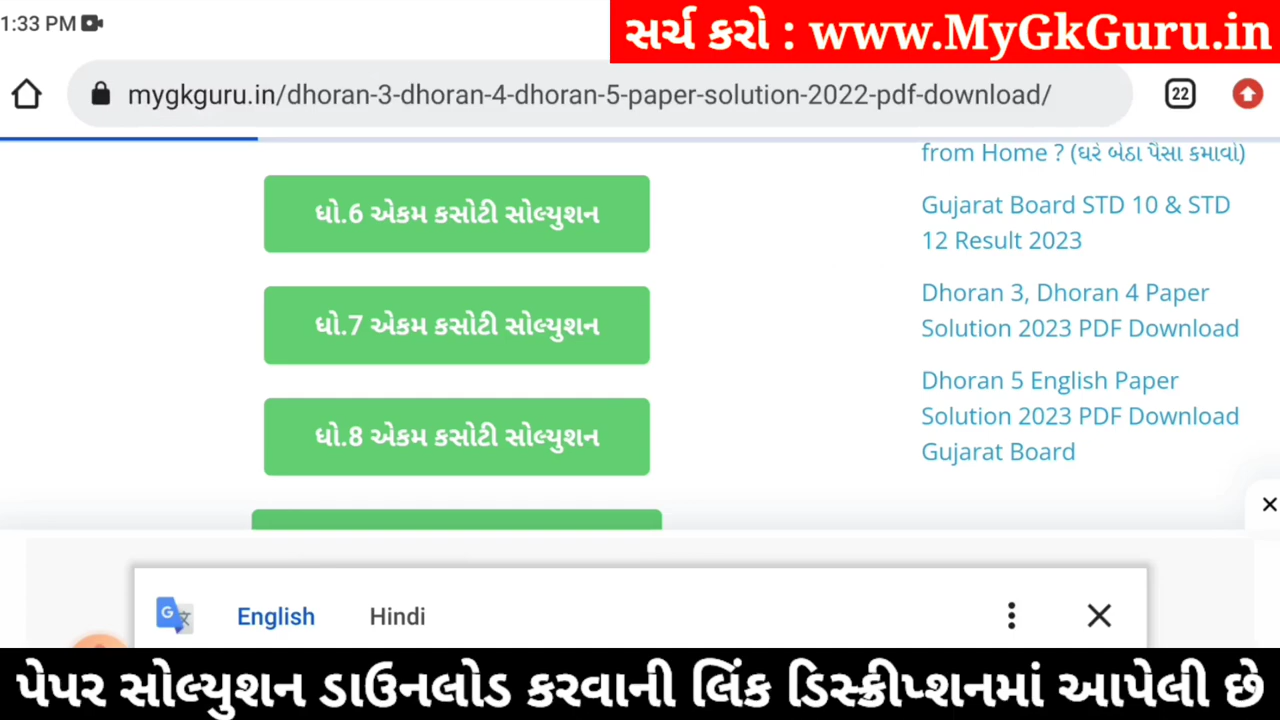 1:33 PM
સર્ચ કરો : www.MyGkGuru.in
mygkguru.in/dhoran-3-dhoran-4-dhoran-5-paper-solution-2022-pdf-download/
22
ધો.6 એકમ કસોટી સોલ્યુશન
ધો.7 એકમ કસોટી સોલ્યુશન
ધો.8 એકમ કસોટી સોલ્યુશન
from Home ? (ઘરે બેઠા પૈસા કમાવો)
Gujarat Board STD 10 & STD
12 Result 2023
Dhoran 3, Dhoran 4 Paper
Solution 2023 PDF Download
Dhoran 5 English Paper
Solution 2023 PDF Download
Gujarat Board
English Hindi
પેપર સોલ્યુશન ડાઉનલોડ કરવાની લિંક ડિસ્ક્રીપ્શનમાં આપેલી છે